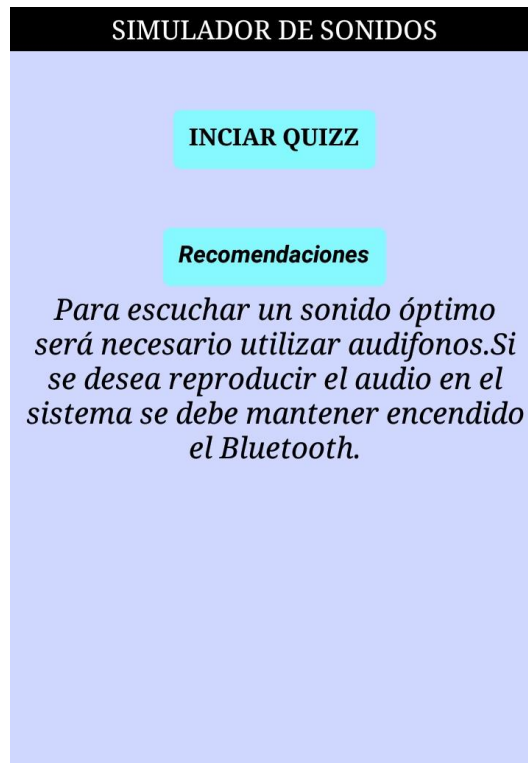 SIMULADOR DE SONIDOS
INCIAR QUIZZ
Recomendaciones
Para escuchar un sonido óptimo
será necesario utilizar audifonos.Si
se desea reproducir el audio en el
sistema se debe mantener encendido
el Bluetooth.